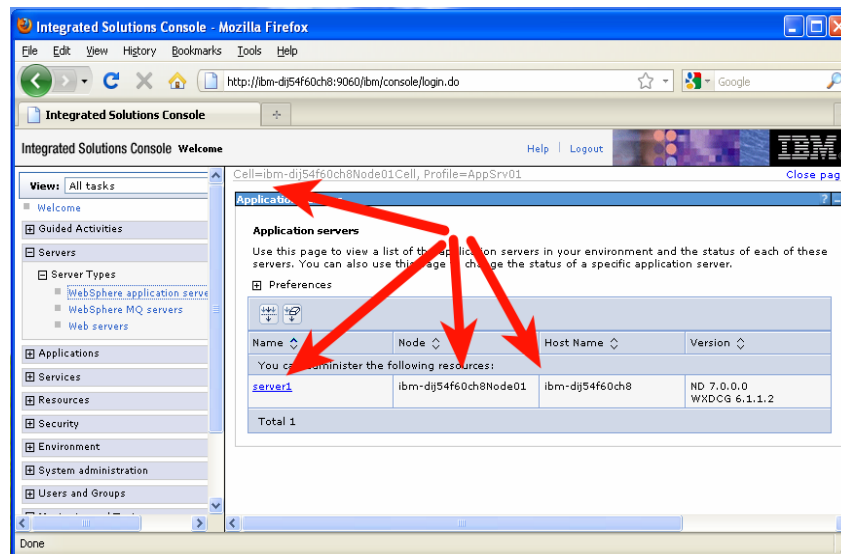 Integrated Solutions Console - Mozilla Firefox
File Edit View History Bookmarks Tools Help
http://ibm-dij54f60ch8:9060/ibm/console/login.do
Google
Integrated Solutions Console
Integrated Solutions Console Welcome
Help Logout
IBM
View: All tasks
Cell=ibm-dij54f60ch8Node01Cell, Profile=AppSrv01
Close pag
Welcome
Guided Activities
Servers
Server Types
WebSphere application serve
WebSphere MQ servers
Web servers
Applications
Services
Resources
Security
Environment
System administration
Users and Groups
Application servers
Use this page to view a list of the application servers in your environment and the status of each of these
servers. You can also use this page to change the status of a specific application server.
Preferences
Name Node Host Name Version
You can administer the following resources:
server1 ibm-dij54f60ch8Node01 ibm-dij54f60ch8 ND 7.0.0.0
WXDCG 6.1.1.2
Total 1
Done